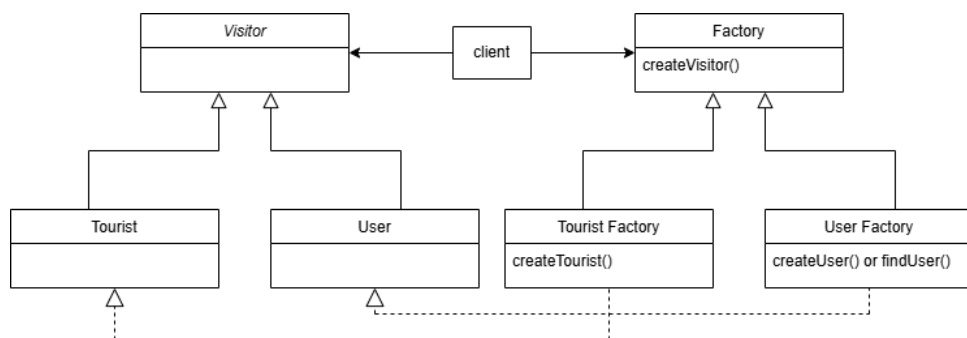 Visitor
client
Factory
createVisitor()
Tourist
User
Tourist Factory
createTourist()
User Factory
createUser() or findUser()